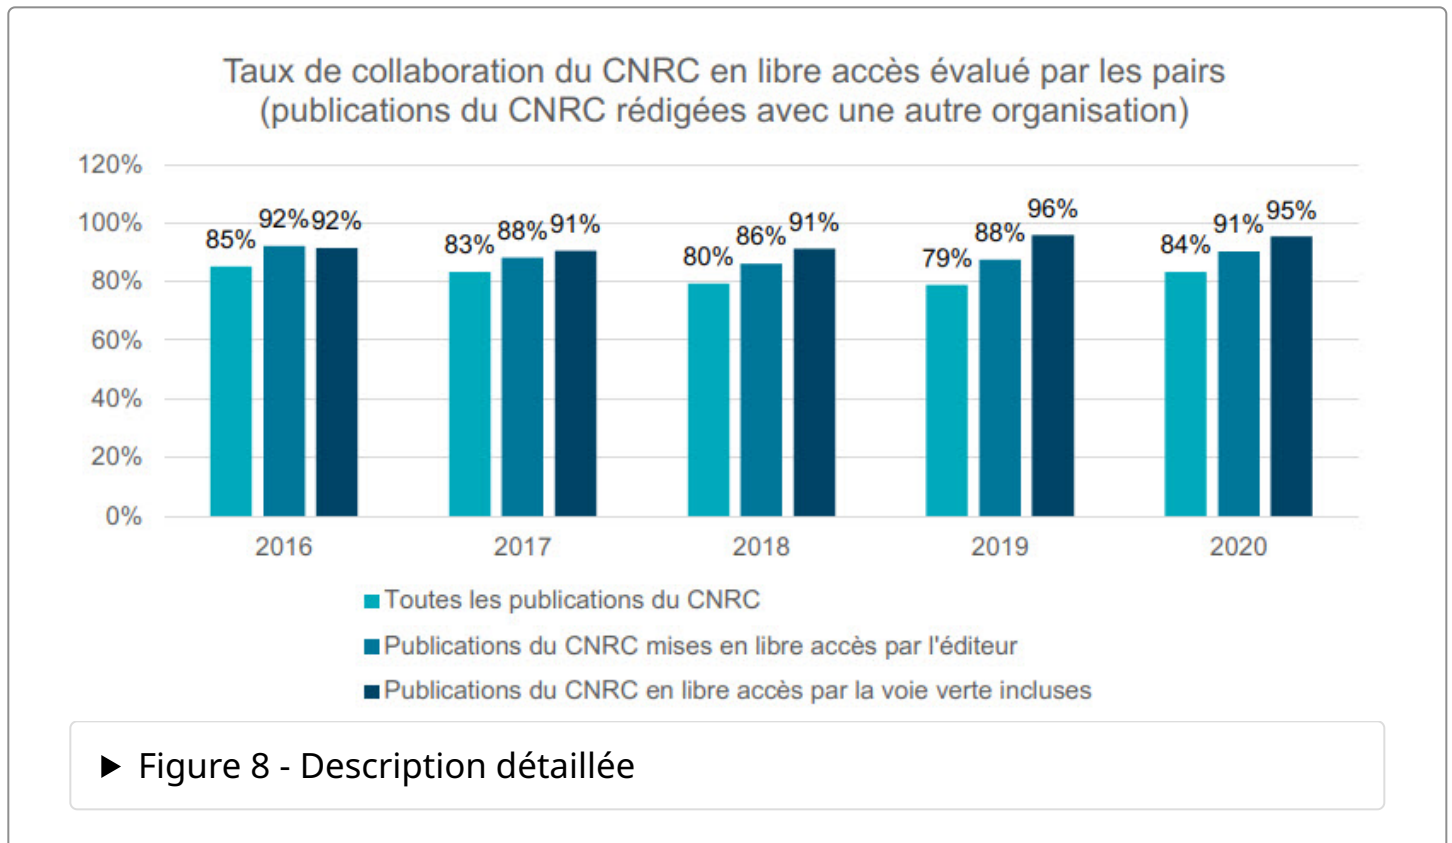 Taux de collaboration du CNRC en libre accès évalué par les pairs
(publications du CNRC rédigées avec une autre organisation)
120%
100%
80%
60%
40%
20%
0%
85% 92% 92%
83% 88% 91%
80% 86% 91%
79% 88% 96%
84% 91% 95%
2016 2017 2018 2019 2020
Toutes les publications du CNRC
Publications du CNRC mises en libre accès par l'éditeur
Publications du CNRC en libre accès par la voie verte incluses
▶ Figure 8 - Description détaillée